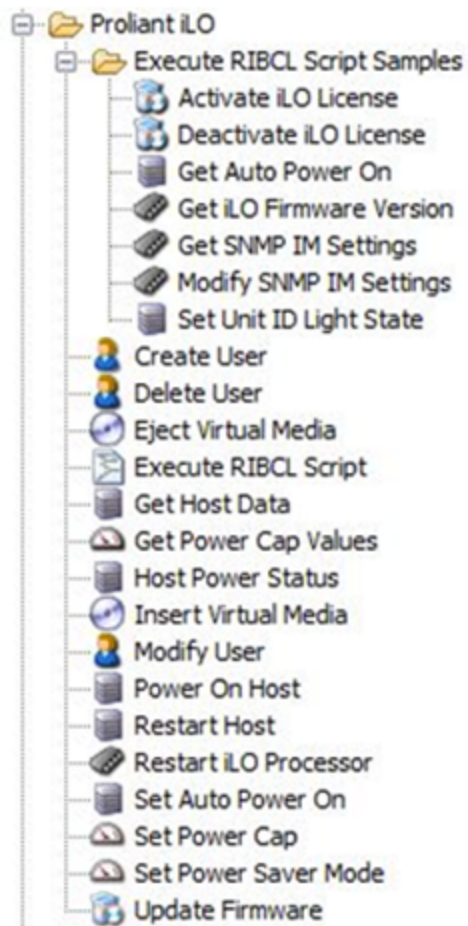 Proliant iLO
Execute RIBCL Script Samples
Activate iLO License
Deactivate iLO License
Get Auto Power On
Get iLO Firmware Version
Get SNMP IM Settings
Modify SNMP IM Settings
Set Unit ID Light State
Create User
Delete User
Eject Virtual Media
Execute RIBCL Script
Get Host Data
Get Power Cap Values
Host Power Status
Insert Virtual Media
Modify User
Power On Host
Restart Host
Restart iLO Processor
Set Auto Power On
Set Power Cap
Set Power Saver Mode
Update Firmware